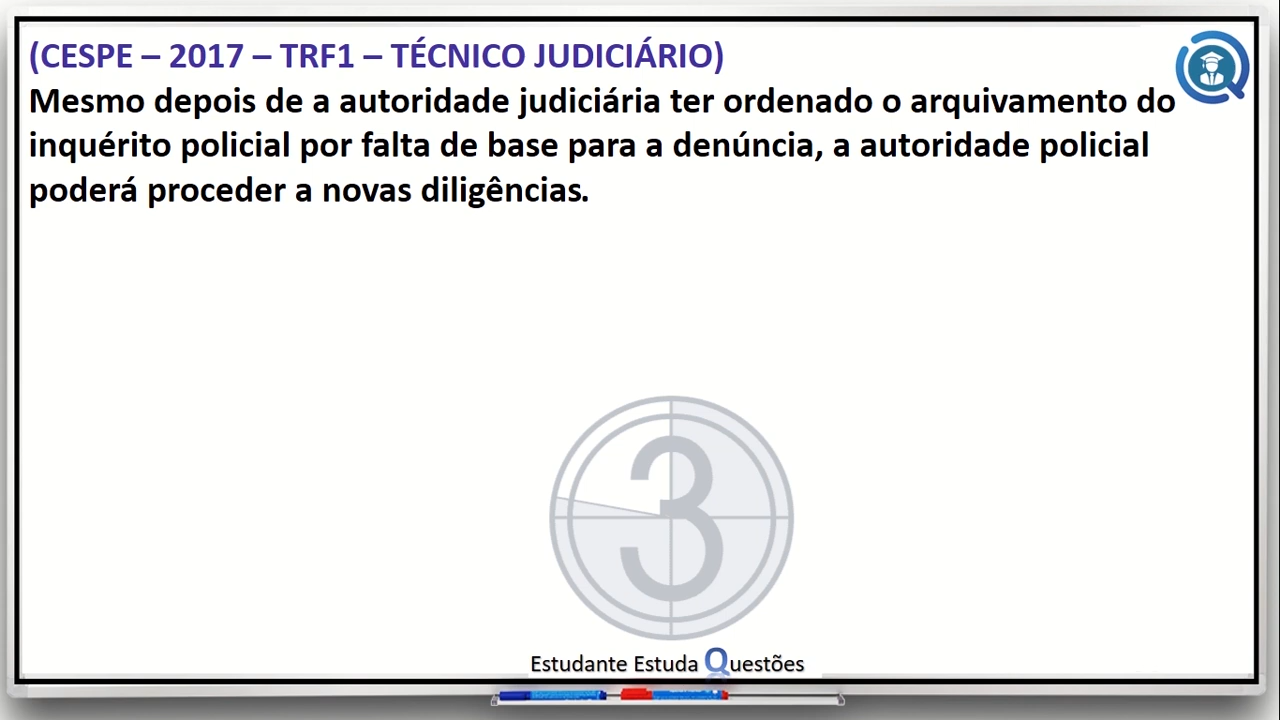 (CESPE – 2017 – TRF1 – TÉCNICO JUDICIÁRIO)
Mesmo depois de a autoridade judiciária ter ordenado o arquivamento do
inquérito policial por falta de base para a denúncia, a autoridade policial
poderá proceder a novas diligências.
3
Estudante Estuda Questões